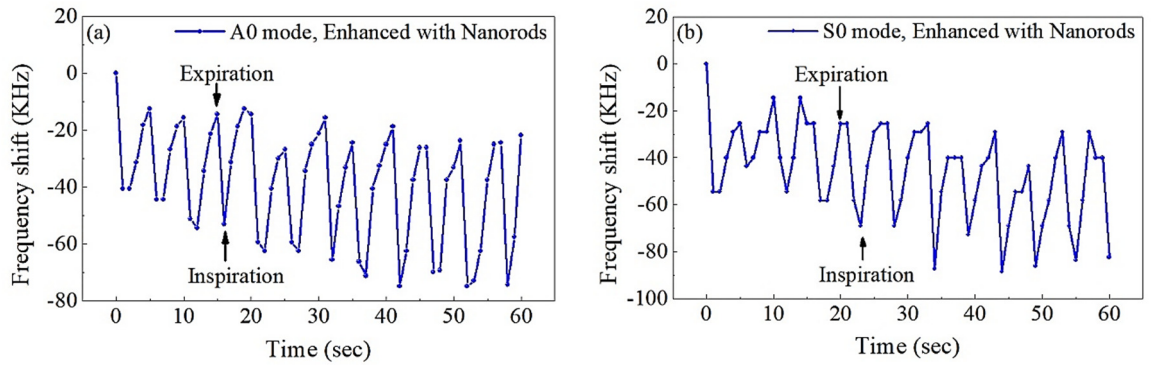 (a)
A0 mode, Enhanced with Nanorods
Expiration
Inspiration
20
0
-20
-40
-60
-80
Frequency shift (KHz)
0 10 20 30 40 50 60
Time (sec)
(b)
S0 mode, Enhanced with Nanorods
Expiration
Inspiration
20
0
-20
-40
-60
-80
-100
Frequency shift (KHz)
0 10 20 30 40 50 60
Time (sec)